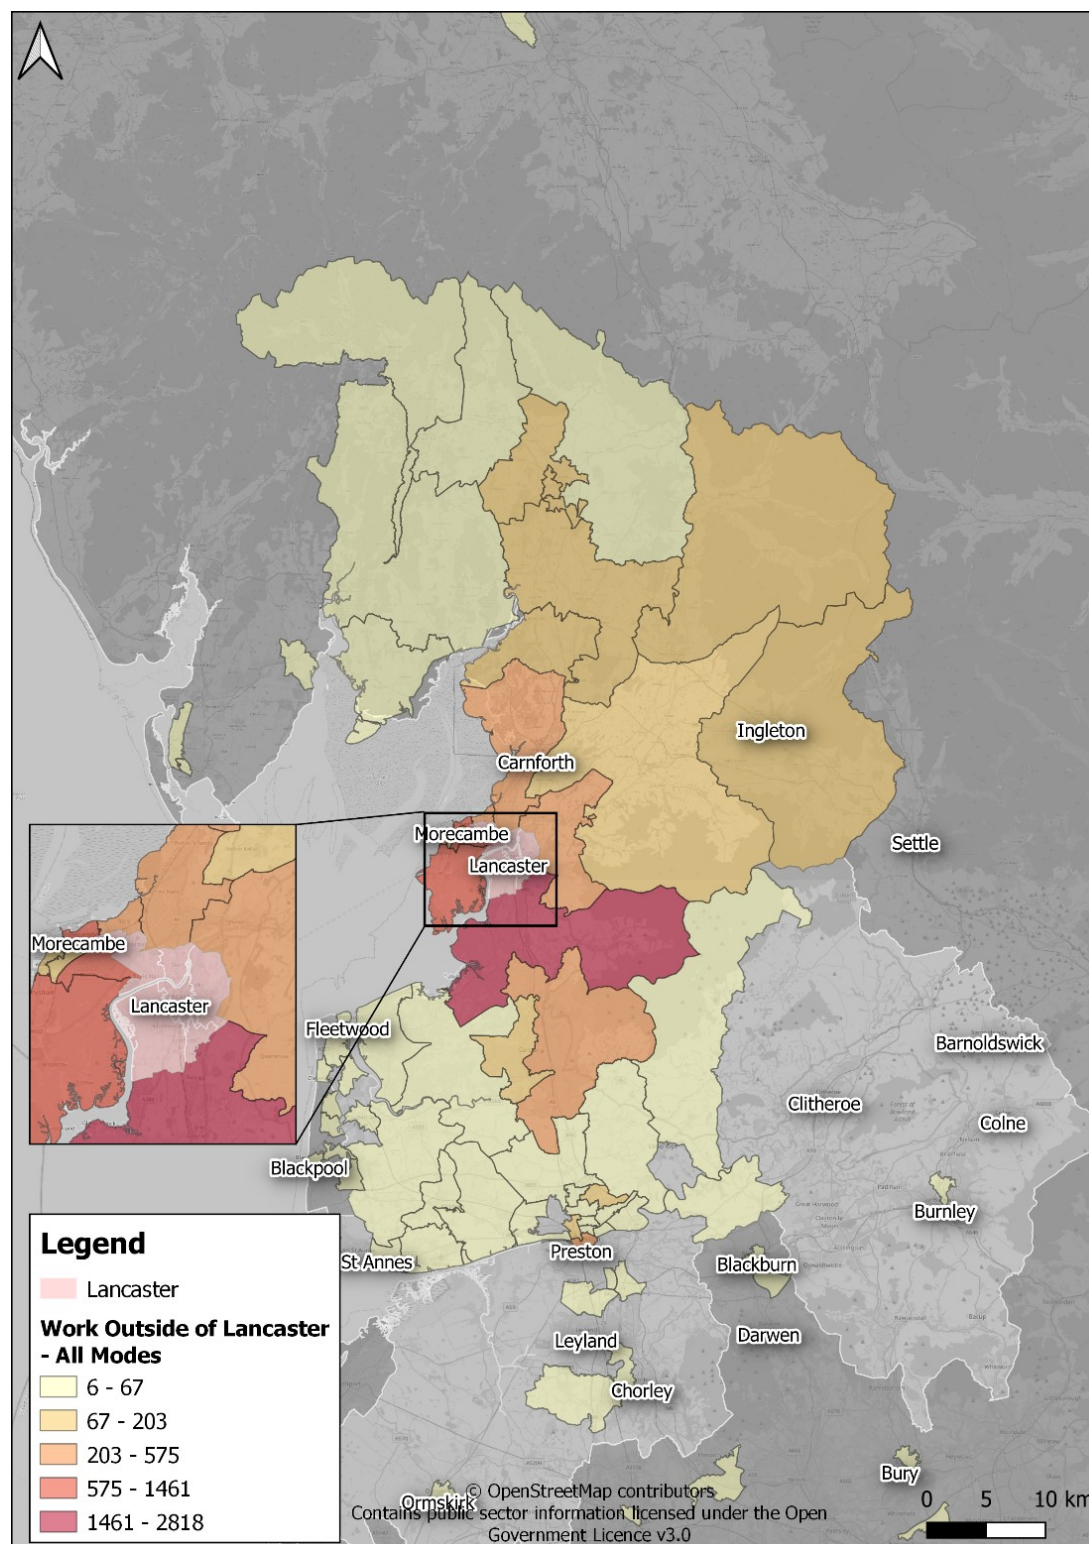 Ingleton
Carnforth
Settle
Morecambe
Lancaster
Morecambe
Lancaster
Fleetwood
Barnoldswick
Clitheroe
Colne
Blackpool
Burnley
Preston
St Annes
Blackburn
Leyland
Darwen
Chorley
Bury
Ormskirk
Legend
Lancaster
Work Outside of Lancaster
- All Modes
6 - 67
67 - 203
203 - 575
575 - 1461
1461 - 2818
© OpenStreetMap contributors
Contains public sector information licensed under the Open
Government Licence v3.0
0 5 10 km